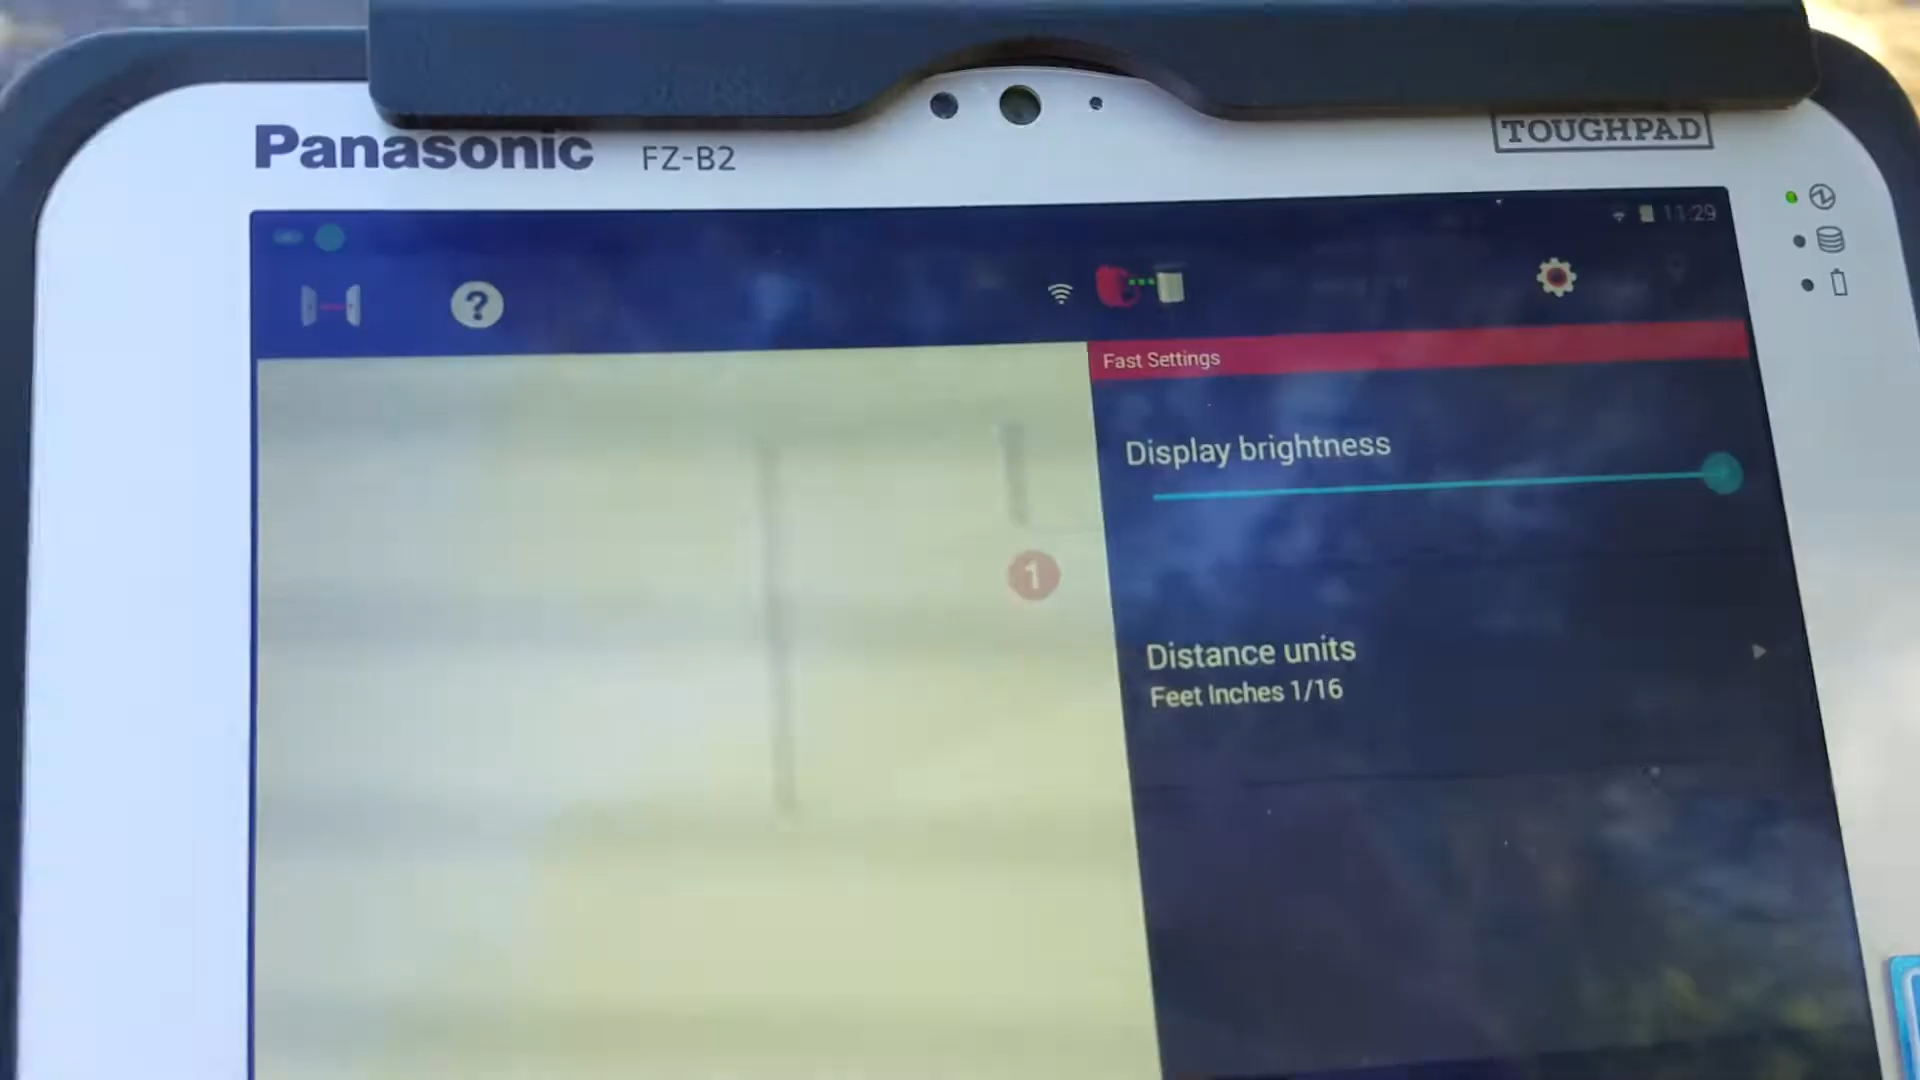 Panasonic FZ-B2 TOUGHPAD
11:29
?
Fast Settings
Display brightness
1
Distance units
Feet Inches 1/16